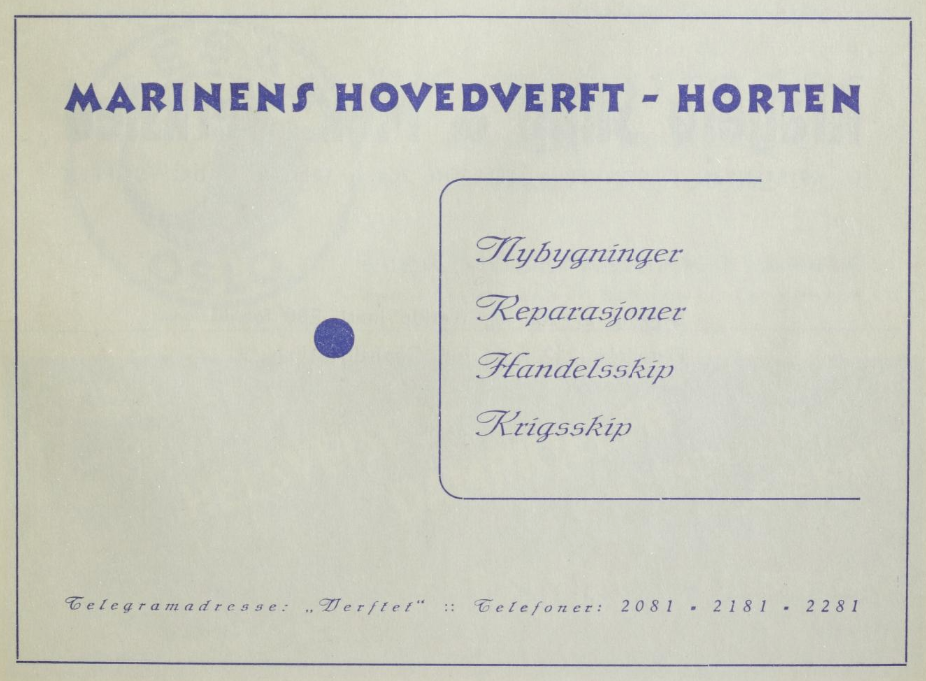 MARINENS HOVEDVERFT - HORTEN
Nybygninger
Reparasjoner
Handelsskip
Krigsskip
Telegramadresse: „Verftet“ :: Telefoner: 2081 - 2181 - 2281